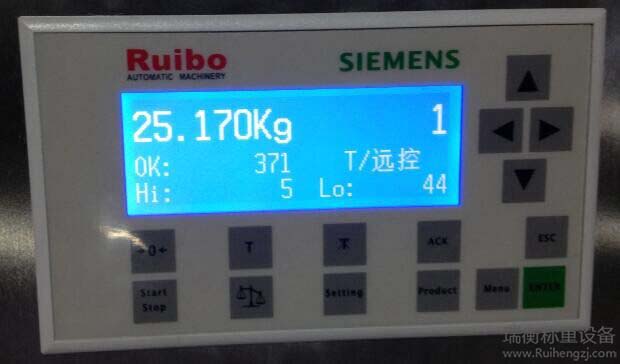 Ruibo SIEMENS
AUTOMATIC MACHINERY
25.170Kg 1
OK: 371 T/远控
Hi: 5 Lo: 44
→0← T T ACK ESC
Start Stop Setting Product Menu ENTER
瑞衡称重设备
www.Ruihengzj.com